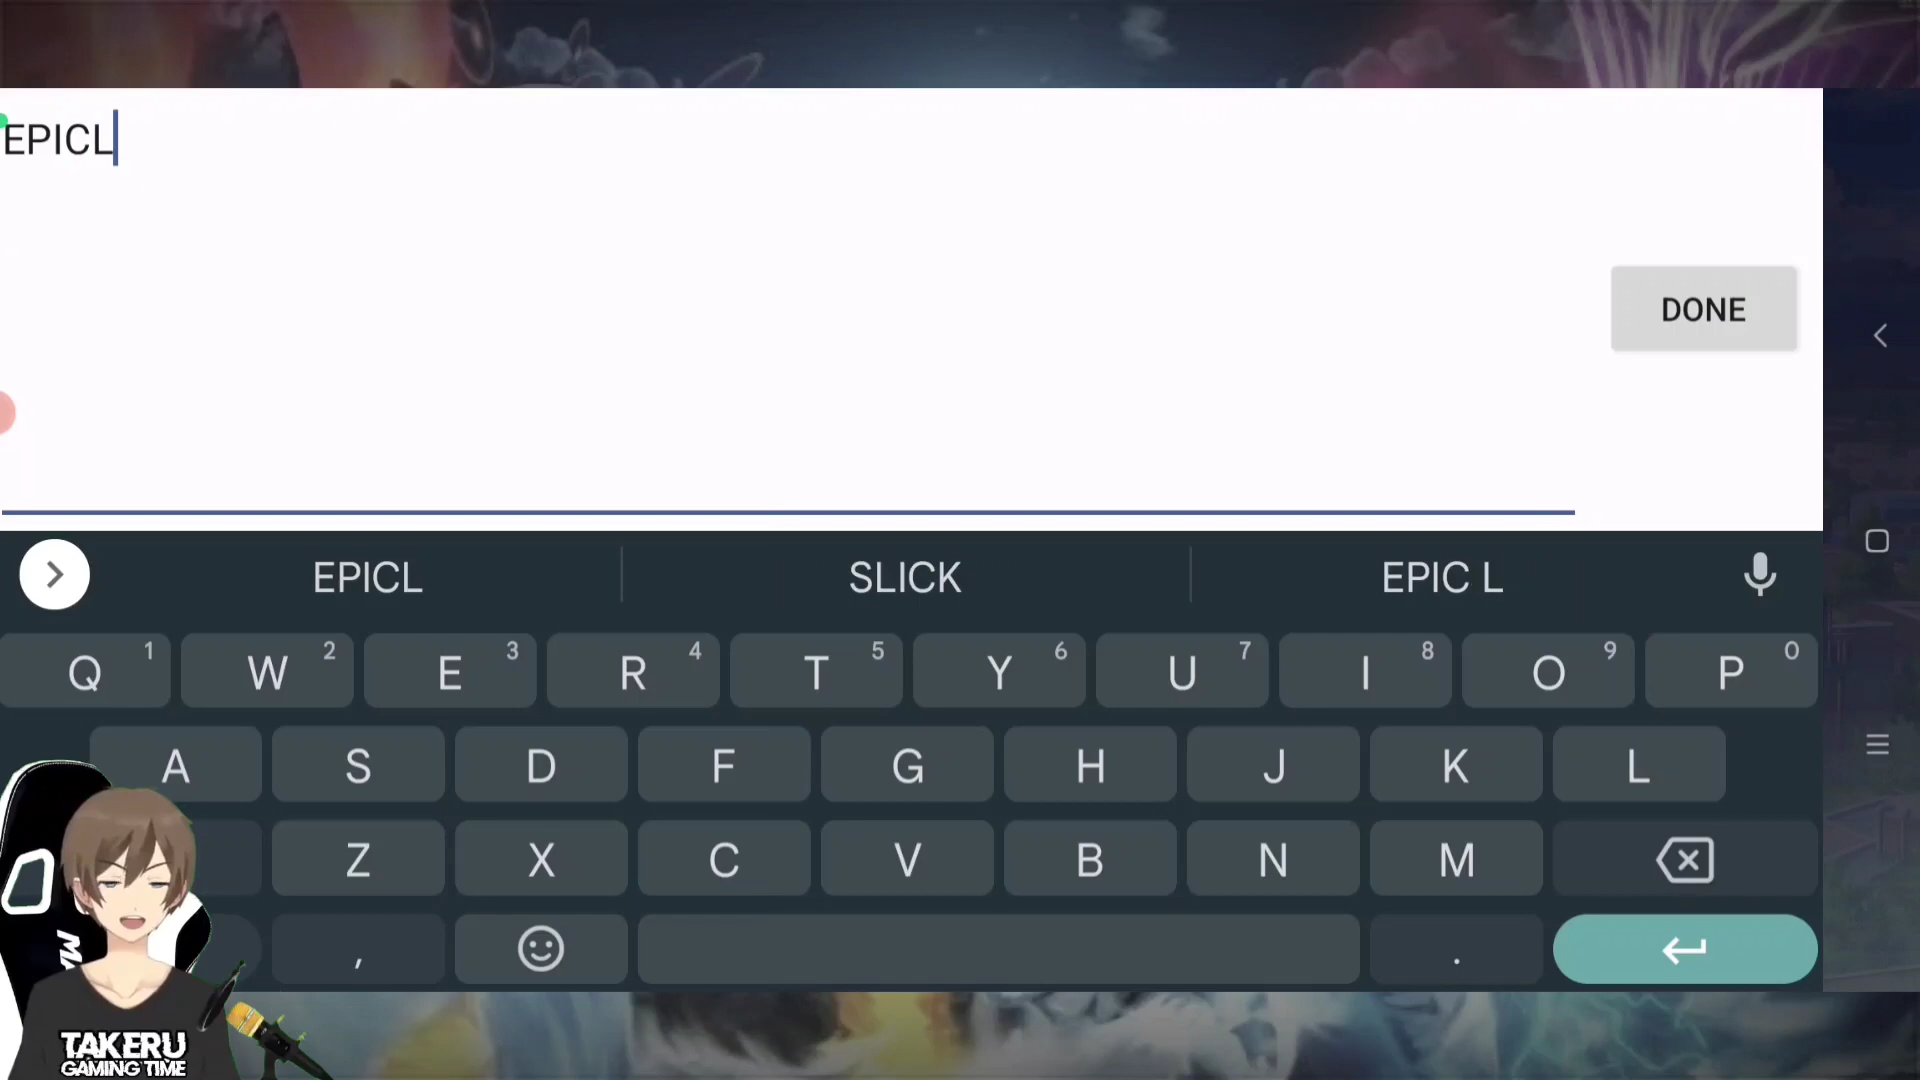 EPICL
DONE
EPICL SLICK EPIC L
Q 1 W 2 E 3 R 4 T 5 Y 6 U 7 I 8 O 9 P 0
A S D F G H J K L
Z X C V B N M
, .
TAKERU
GAMING TIME